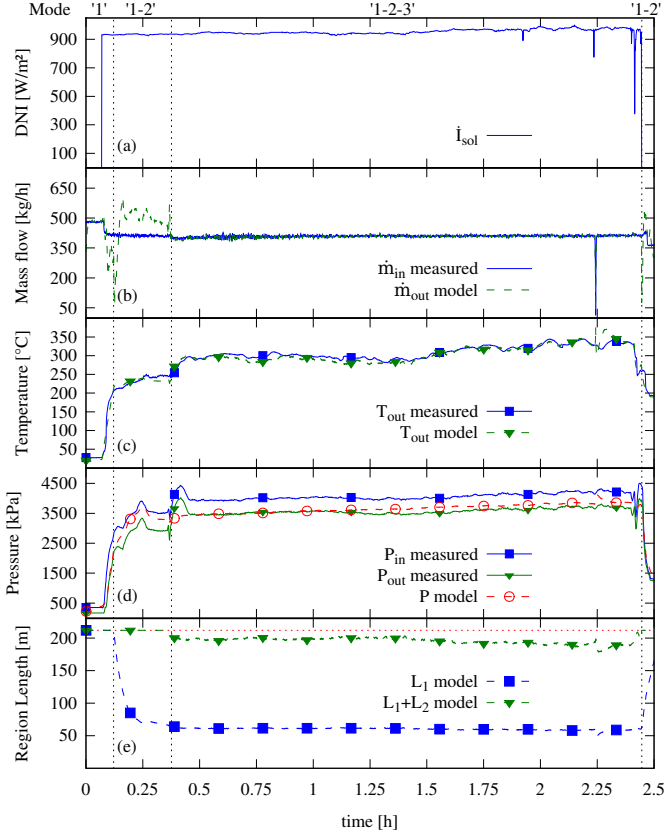 Mode '1' '1-2' '1-2-3' '1-2'
900
750
600
450
300
150
DNI [W/m²]
İsol
(a)
650
500
350
200
50
Mass flow [kg/h]
ṁin measured
ṁout model
(b)
350
300
250
200
150
100
50
Temperature [°C]
Tout measured
Tout model
(c)
4500
3500
2500
1500
500
Pressure [kPa]
Pin measured
Pout measured
P model
(d)
200
150
100
50
Region Length [m]
L1 model
L1+L2 model
(e)
0 0.25 0.5 0.75 1 1.25 1.5 1.75 2 2.25 2.5
time [h]